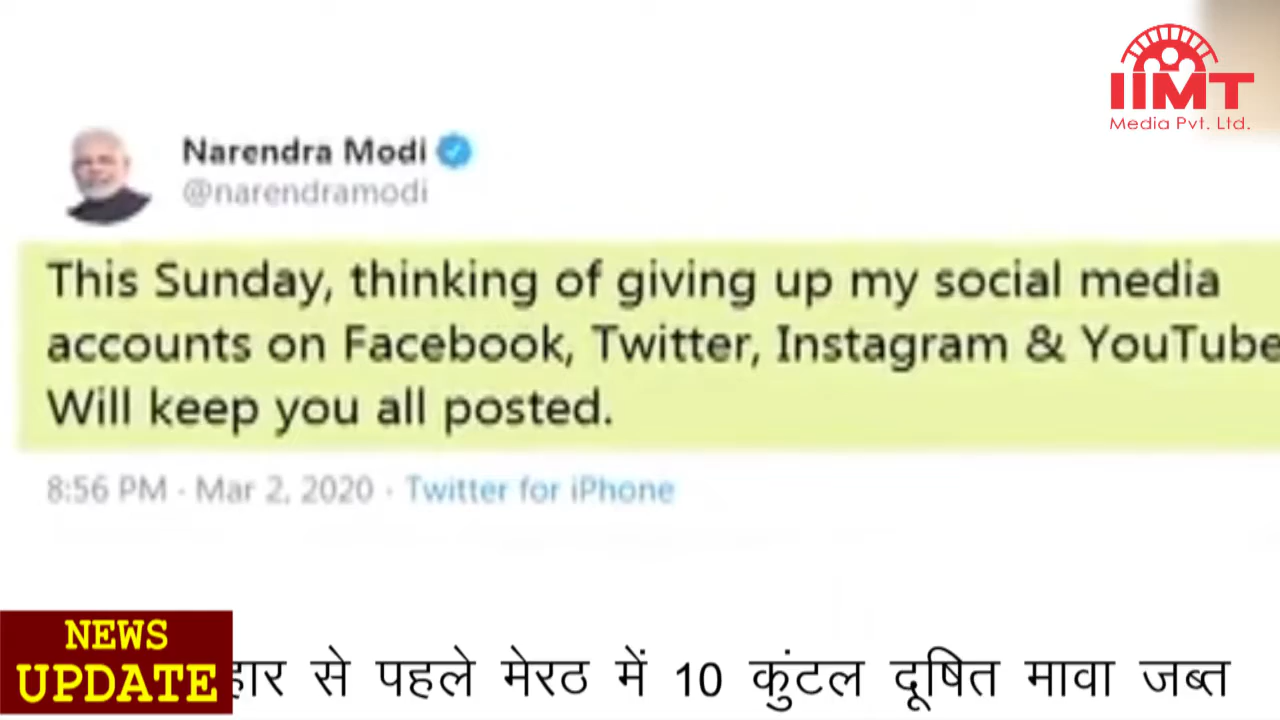 IIMT
Media Pvt. Ltd.
Narendra Modi
@narendramodi
This Sunday, thinking of giving up my social media
accounts on Facebook, Twitter, Instagram & YouTube
Will keep you all posted.
8:56 PM · Mar 2, 2020 · Twitter for iPhone
NEWS
UPDATE
से पहले मेरठ में 10 कुंटल दूषित मावा जब्त